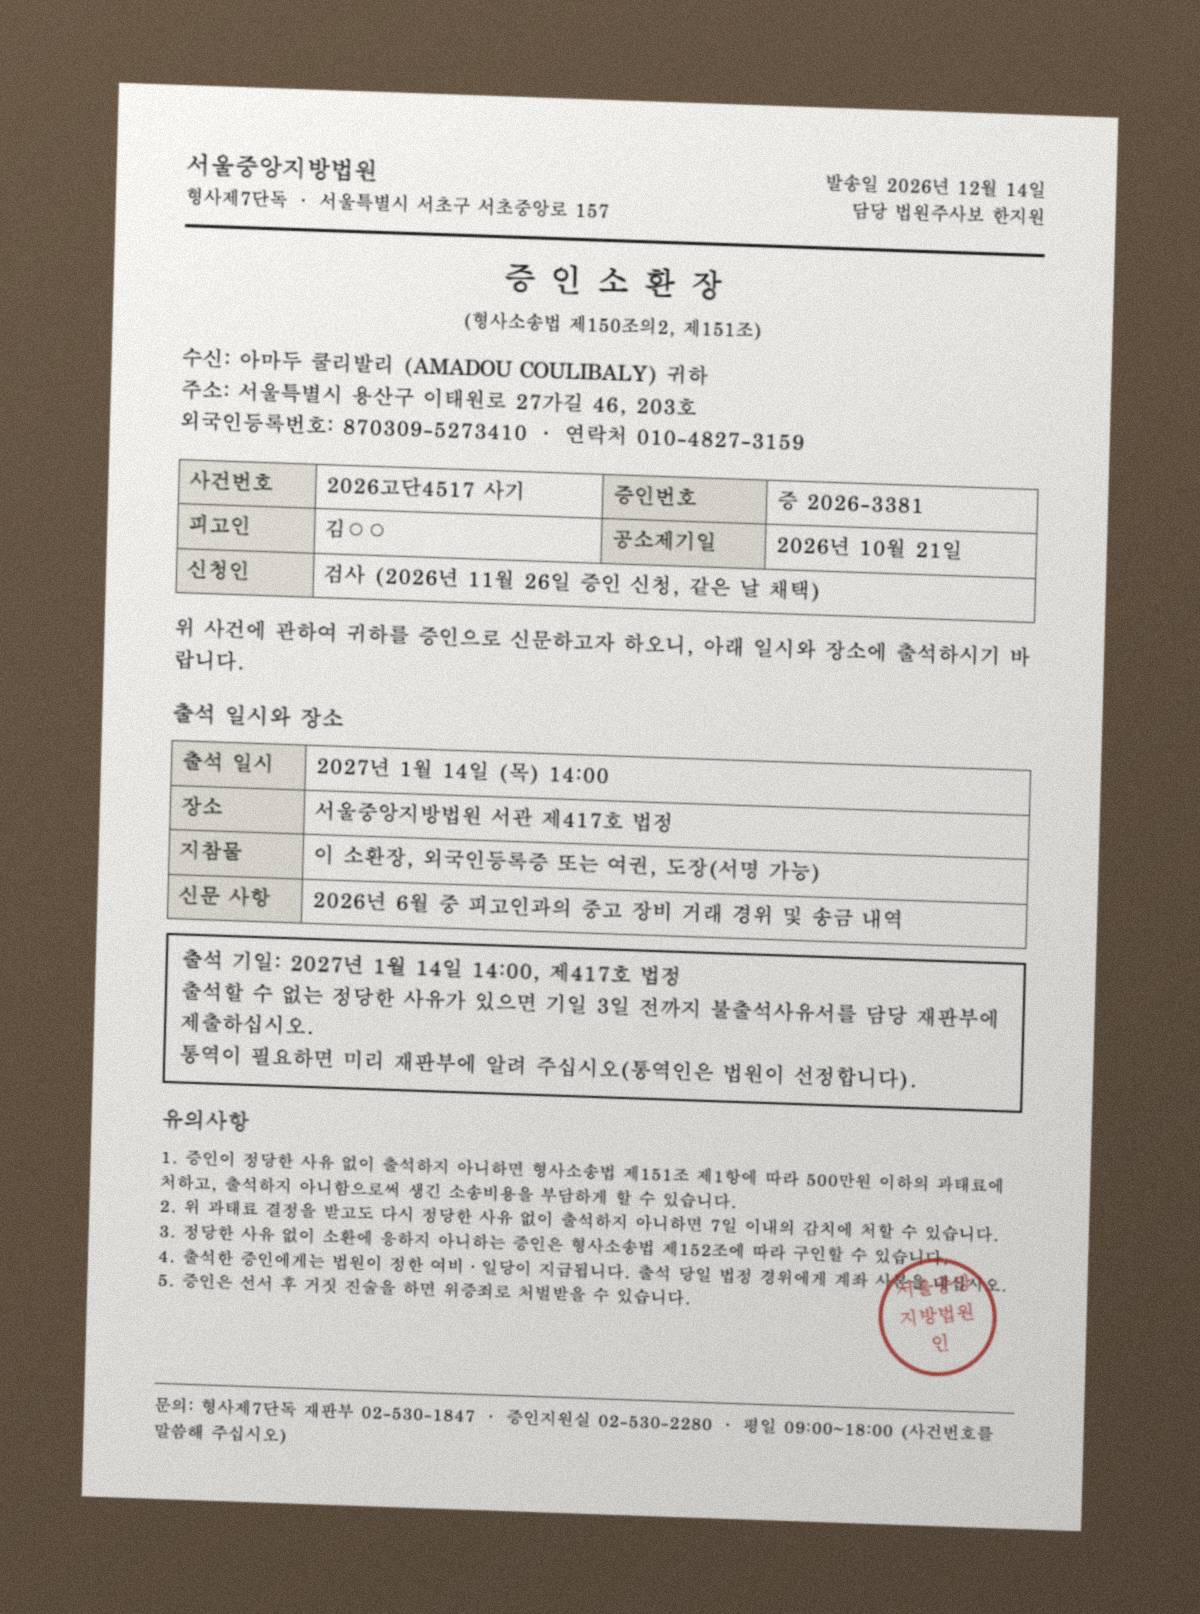 서울중앙지방법원
형사제7단독 · 서울특별시 서초구 서초중앙로 157
발송일 2026년 12월 14일
담당 법원주사보 한지원
증인소환장
(형사소송법 제150조의2, 제151조)
수신: 아마두 쿨리발리 (AMADOU COULIBALY) 귀하
주소: 서울특별시 용산구 이태원로 27가길 46, 203호
외국인등록번호: 870309-5273410 · 연락처 010-4827-3159
사건번호 2026고단4517 사기 증인번호 증 2026-3381
피고인 김○○ 공소제기일 2026년 10월 21일
신청인 검사 (2026년 11월 26일 증인 신청, 같은 날 채택)
위 사건에 관하여 귀하를 증인으로 신문하고자 하오니, 아래 일시와 장소에 출석하시기 바
랍니다.
출석 일시와 장소
출석 일시 2027년 1월 14일 (목) 14:00
장소 서울중앙지방법원 서관 제417호 법정
지참물 이 소환장, 외국인등록증 또는 여권, 도장(서명 가능)
신문 사항 2026년 6월 중 피고인과의 중고 장비 거래 경위 및 송금 내역
출석 기일: 2027년 1월 14일 14:00, 제417호 법정
출석할 수 없는 정당한 사유가 있으면 기일 3일 전까지 불출석사유서를 담당 재판부에
제출하십시오.
통역이 필요하면 미리 재판부에 알려 주십시오(통역인은 법원이 선정합니다).
유의사항
1. 증인이 정당한 사유 없이 출석하지 아니하면 형사소송법 제151조 제1항에 따라 500만원 이하의 과태료에
처하고, 출석하지 아니함으로써 생긴 소송비용을 부담하게 할 수 있습니다.
2. 위 과태료 결정을 받고도 다시 정당한 사유 없이 출석하지 아니하면 7일 이내의 감치에 처할 수 있습니다.
3. 정당한 사유 없이 소환에 응하지 아니하는 증인은 형사소송법 제152조에 따라 구인할 수 있습니다.
4. 출석한 증인에게는 법원이 정한 여비·일당이 지급됩니다. 출석 당일 법정 경위에게 계좌 사본을 내십시오.
5. 증인은 선서 후 거짓 진술을 하면 위증죄로 처벌받을 수 있습니다.
서울중앙
지방법원
인
문의: 형사제7단독 재판부 02-530-1847 · 증인지원실 02-530-2280 · 평일 09:00~18:00 (사건번호를
말씀해 주십시오)